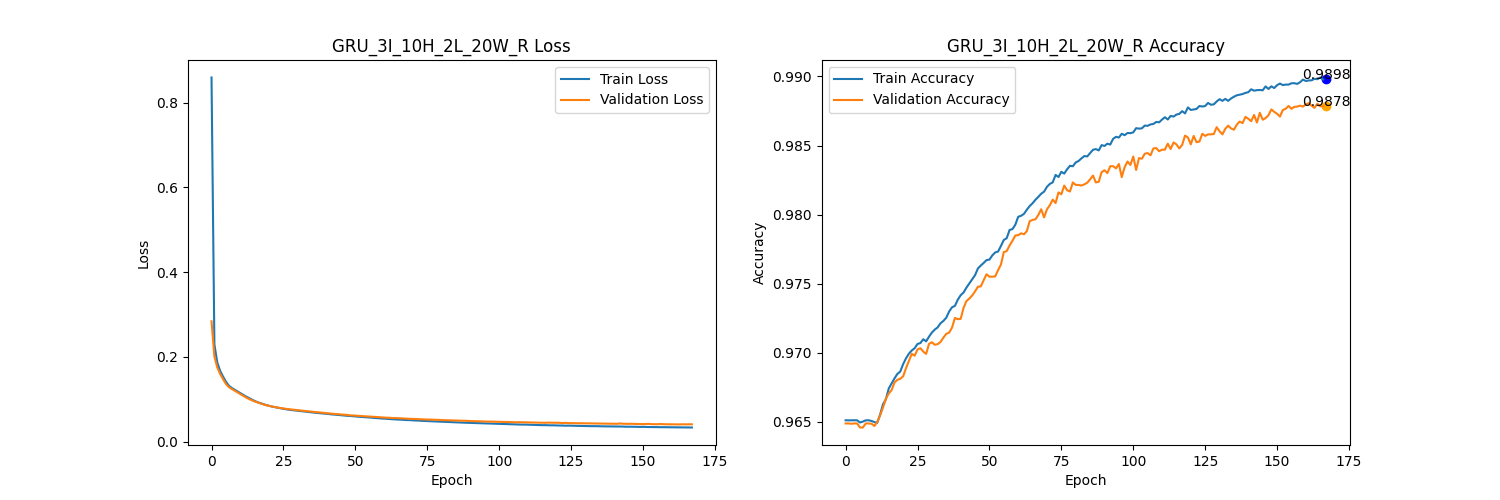 GRU_3I_10H_2L_20W_R Loss
Train Loss
Validation Loss
0.8
0.6
0.4
0.2
0.0
Loss
0
25
50
75
100
125
150
175
Epoch
GRU_3I_10H_2L_20W_R Accuracy
Train Accuracy
Validation Accuracy
0.9898
0.9878
0.990
0.985
0.980
0.975
0.970
0.965
Accuracy
0
25
50
75
100
125
150
175
Epoch